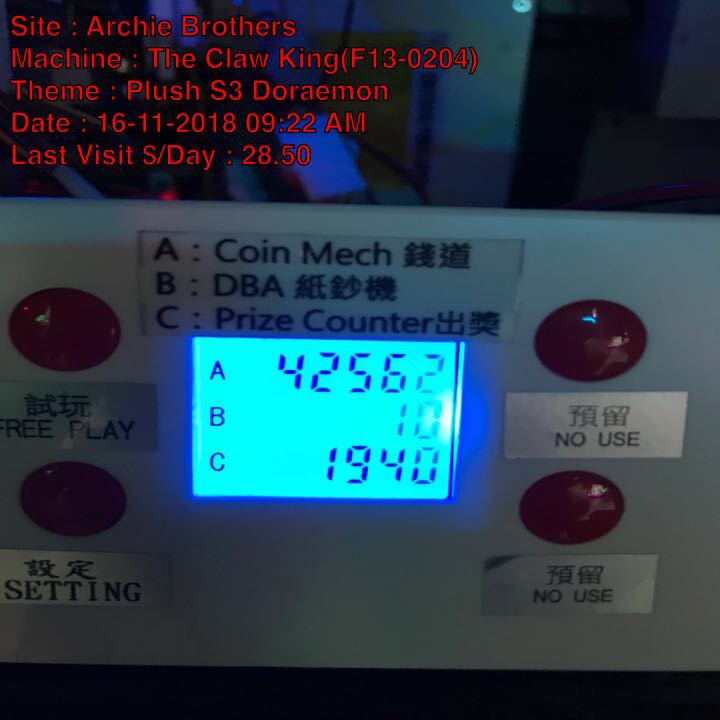 Site : Archie Brothers
Machine : The Claw King(F13-0204)
Theme : Plush S3 Doraemon
Date : 16-11-2018 09:22 AM
Last Visit S/Day : 28.50
A : Coin Mech 錢道
B : DBA 紙鈔機
C : Prize Counter出獎
A 42562
B 10
C 1940
試玩
FREE PLAY
預留
NO USE
設定
SETTING
預留
NO USE